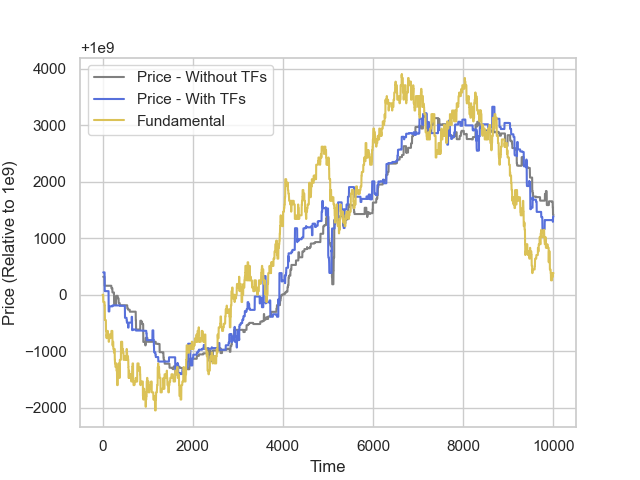 +1e9
4000
3000
2000
1000
0
−1000
−2000
Price (Relative to 1e9)
Price - Without TFs
Price - With TFs
Fundamental
0 2000 4000 6000 8000 10000
Time